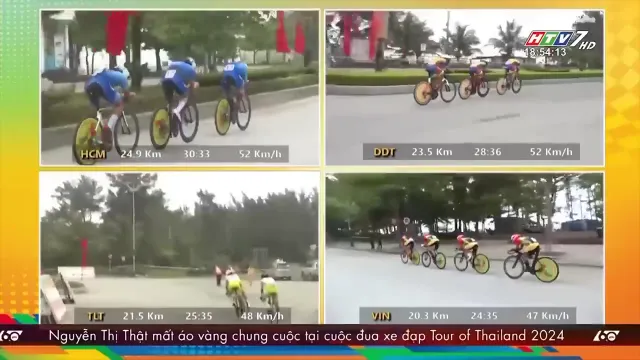 HTV7 HD
18:54:13
HCM 24.9 Km 30:33 52 Km/h
DDT 23.5 Km 28:36 52 Km/h
TLT 21.5 Km 25:35 48 Km/h
VIN 20.3 Km 24:35 47 Km/h
60 Nguyễn Thị Thật mất áo vàng chung cuộc tại cuộc đua xe đạp Tour of Thailand 2024 60